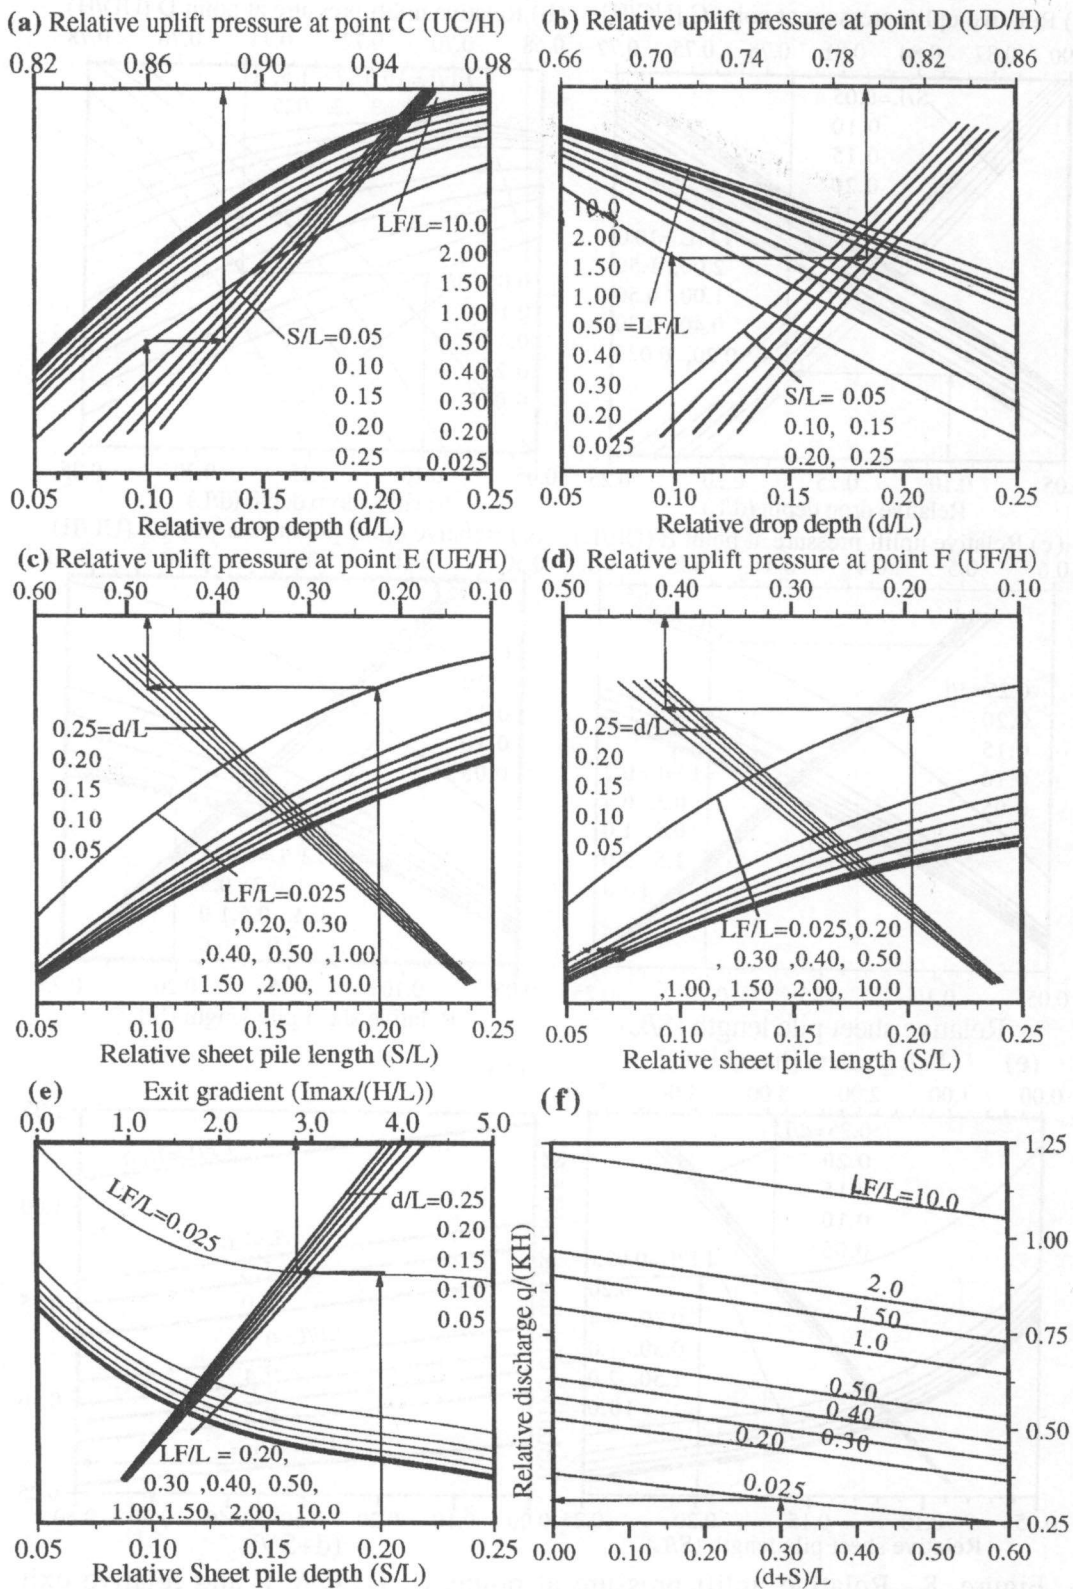 (a) Relative uplift pressure at point C (UC/H)
0.82 0.86 0.90 0.94 0.98
LF/L=10.0
2.00
1.50
1.00
0.50
0.40
0.30
0.20
0.025
S/L=0.05
0.10
0.15
0.20
0.25
0.05 0.10 0.15 0.20 0.25
Relative drop depth (d/L)
(b) Relative uplift pressure at point D (UD/H)
0.66 0.70 0.74 0.78 0.82 0.86
10.0
2.00
1.50
1.00
0.50 =LF/L
0.40
0.30
0.20
0.025
S/L= 0.05
0.10, 0.15
0.20, 0.25
0.05 0.10 0.15 0.20 0.25
Relative drop depth (d/L)
(c) Relative uplift pressure at point E (UE/H)
0.60 0.50 0.40 0.30 0.20 0.10
0.25=d/L
0.20
0.15
0.10
0.05
LF/L=0.025
,0.20, 0.30
,0.40, 0.50 ,1.00,
1.50 ,2.00, 10.0
0.05 0.10 0.15 0.20 0.25
Relative sheet pile length (S/L)
(d) Relative uplift pressure at point F (UF/H)
0.50 0.40 0.30 0.20 0.10
0.25=d/L
0.20
0.15
0.10
0.05
LF/L=0.025,0.20
, 0.30 ,0.40, 0.50
,1.00, 1.50 ,2.00, 10.0
0.05 0.10 0.15 0.20 0.25
Relative sheet pile length (S/L)
(e) Exit gradient (Imax/(H/L))
0.0 1.0 2.0 3.0 4.0 5.0
LF/L=0.025
d/L=0.25
0.20
0.15
0.10
0.05
LF/L = 0.20,
0.30 ,0.40, 0.50,
1.00,1.50, 2.00, 10.0
0.05 0.10 0.15 0.20 0.25
Relative Sheet pile depth (S/L)
(f)
Relative discharge q/(KH)
LF/L=10.0
2.0
1.50
1.0
0.50
0.40
0.20 0.30
0.025
1.25
1.00
0.75
0.50
0.25
0.00 0.10 0.20 0.30 0.40 0.50 0.60
(d+S)/L